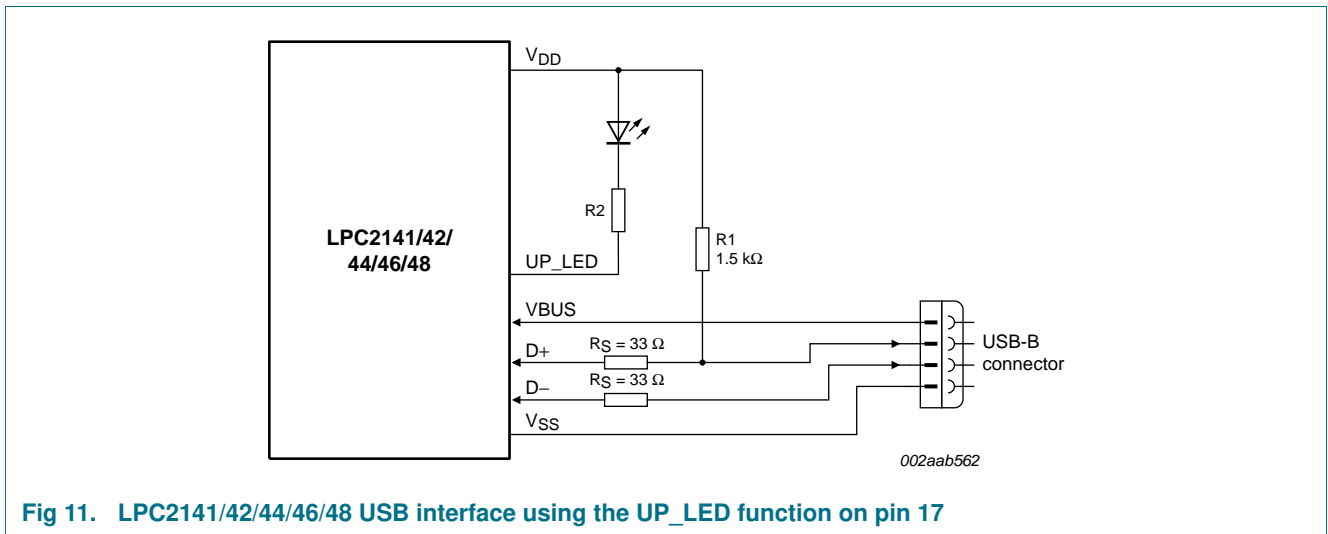 VDD
R2
R1
1.5 kΩ
LPC2141/42/
44/46/48
UP_LED
VBUS
D+
RS = 33 Ω
USB-B
connector
D−
RS = 33 Ω
VSS
002aab562
Fig 11. LPC2141/42/44/46/48 USB interface using the UP_LED function on pin 17